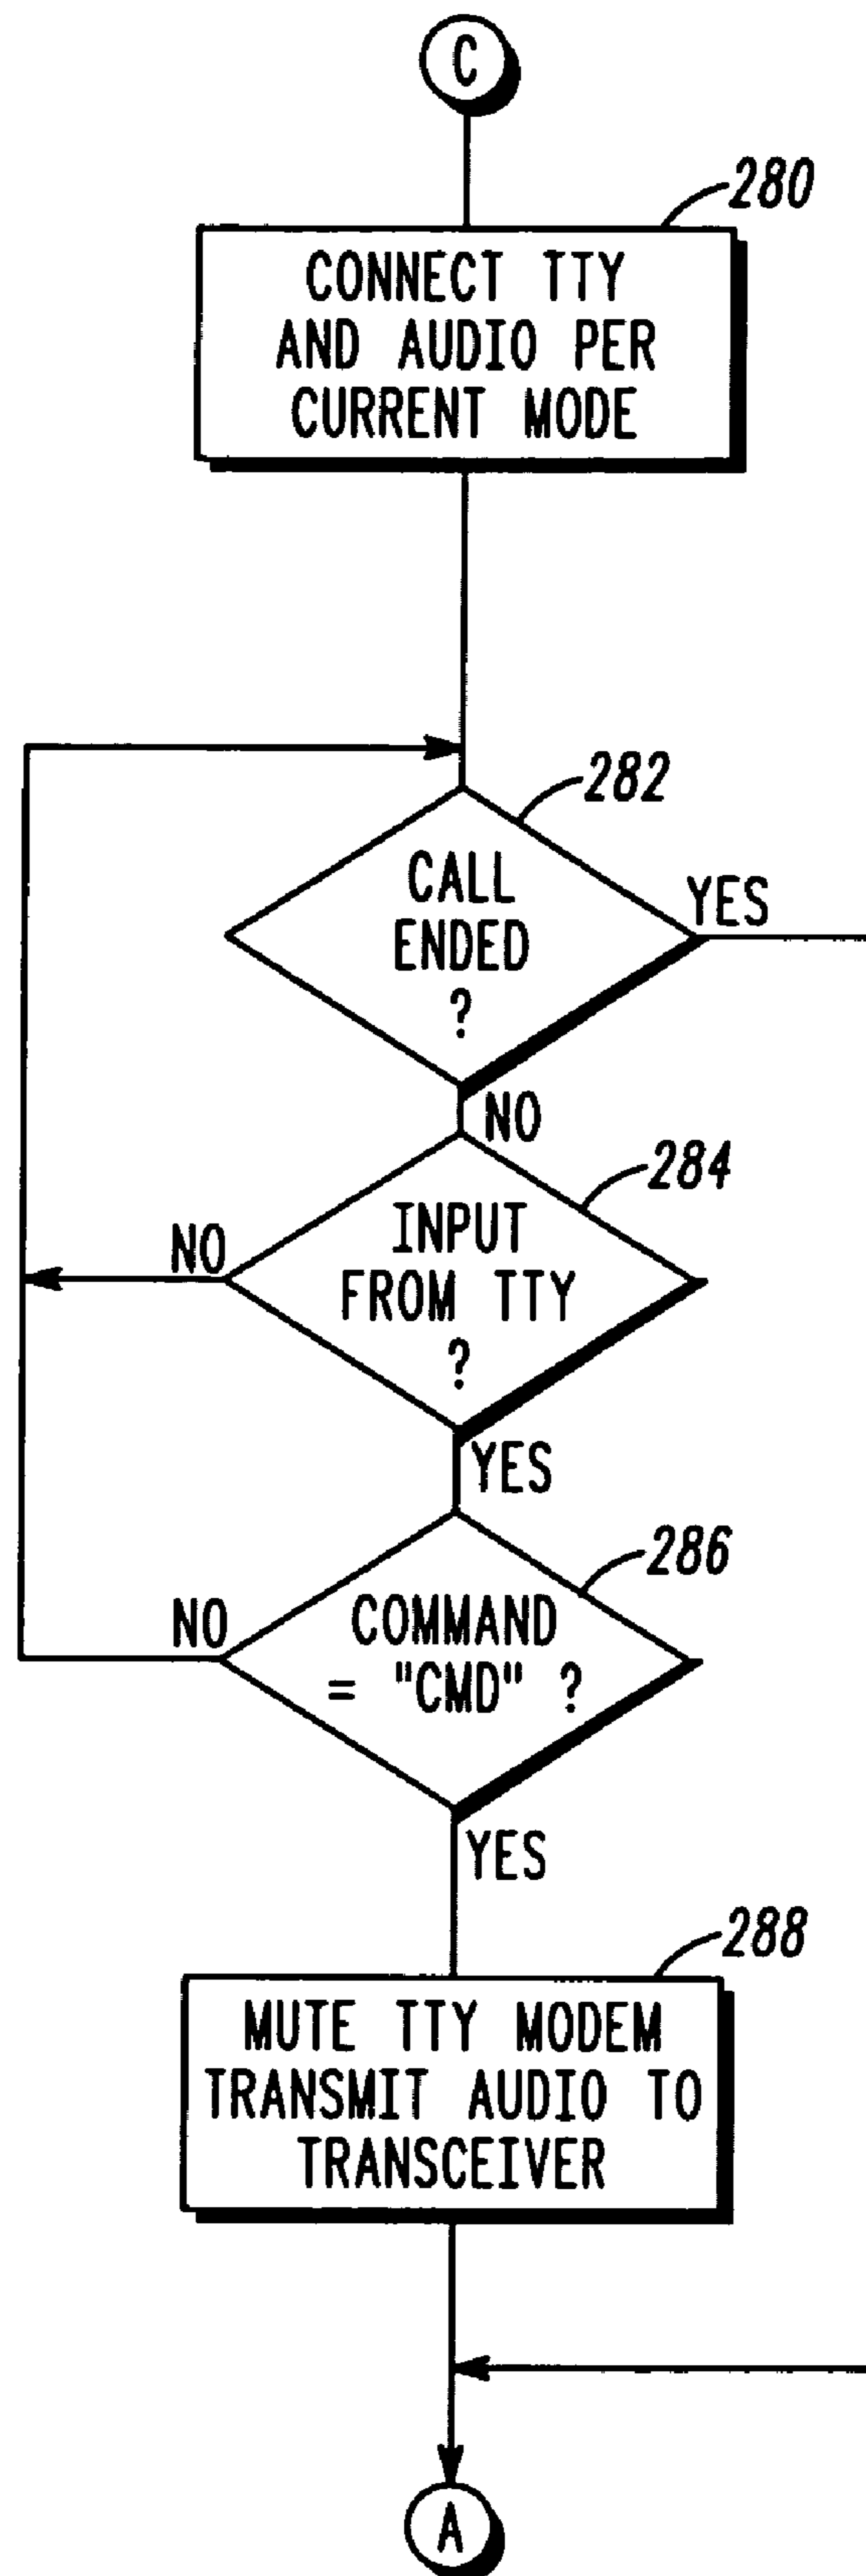 C
280
CONNECT TTY
AND AUDIO PER
CURRENT MODE
282
CALL
ENDED
?
YES
NO
284
INPUT
FROM TTY
?
NO
YES
286
COMMAND
= "CMD" ?
NO
YES
288
MUTE TTY MODEM
TRANSMIT AUDIO TO
TRANSCEIVER
A